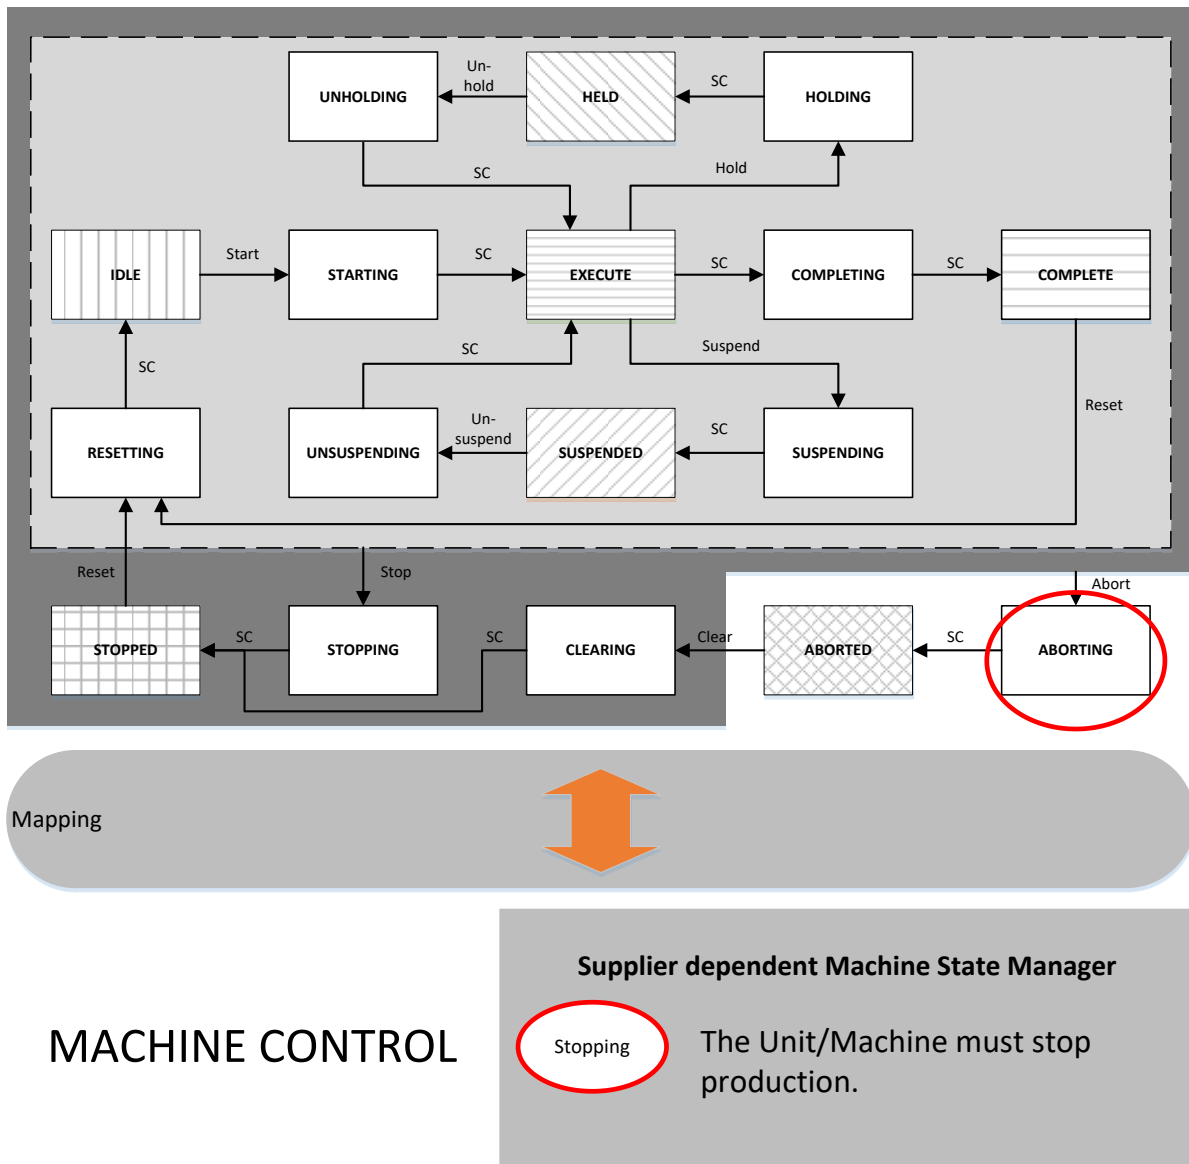 Un-
hold
SC
UNHOLDING
HELD
HOLDING
SC
Hold
Start
SC
SC
SC
IDLE
STARTING
EXECUTE
COMPLETING
COMPLETE
SC
SC
Suspend
Un-
suspend
SC
Reset
RESETTING
UNSUSPENDING
SUSPENDED
SUSPENDING
Reset
Stop
Abort
SC
SC
Clear
SC
STOPPED
STOPPING
CLEARING
ABORTED
ABORTING
Mapping
Supplier dependent Machine State Manager
MACHINE CONTROL
Stopping
The Unit/Machine must stop
production.